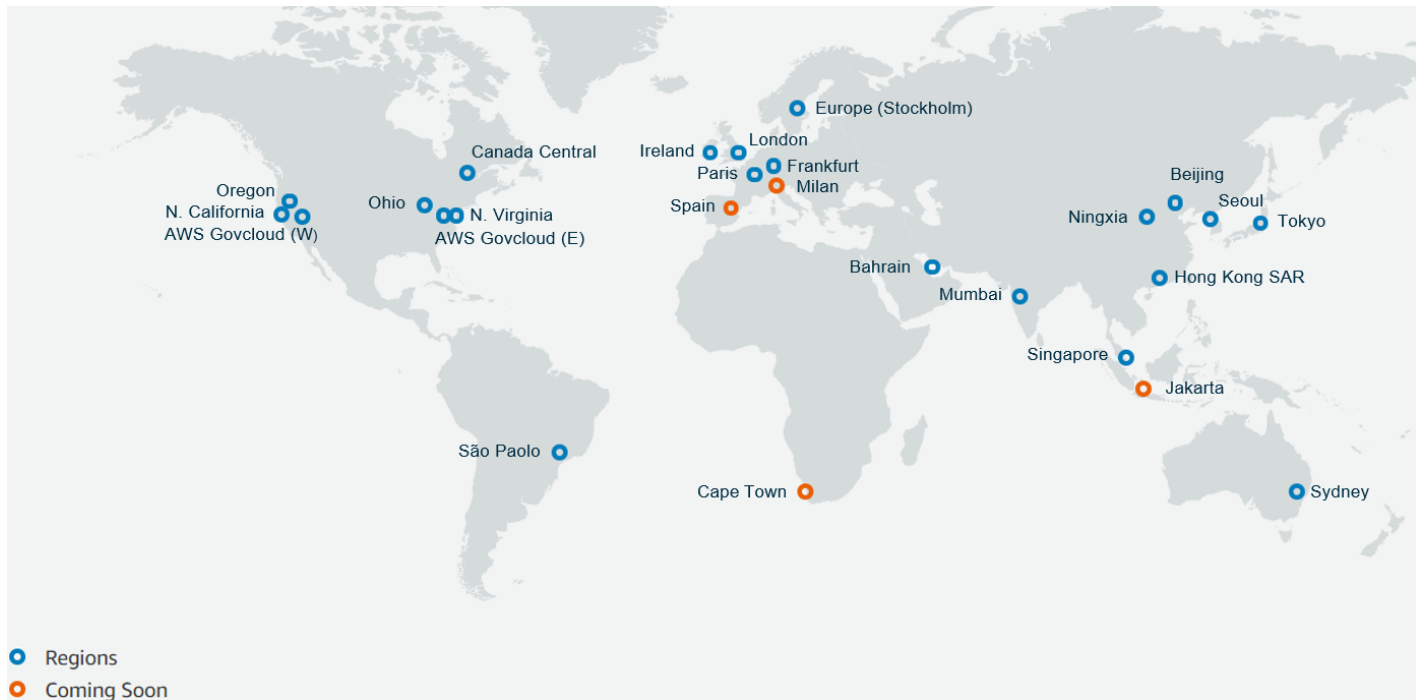 Europe (Stockholm)
Ireland
London
Canada Central
Paris
Frankfurt
Milan
Oregon
Ohio
Spain
Beijing
N. California
N. Virginia
Ningxia
Seoul
Tokyo
AWS Govcloud (W)
AWS Govcloud (E)
Bahrain
Hong Kong SAR
Mumbai
Singapore
Jakarta
São Paolo
Cape Town
Sydney
Regions
Coming Soon